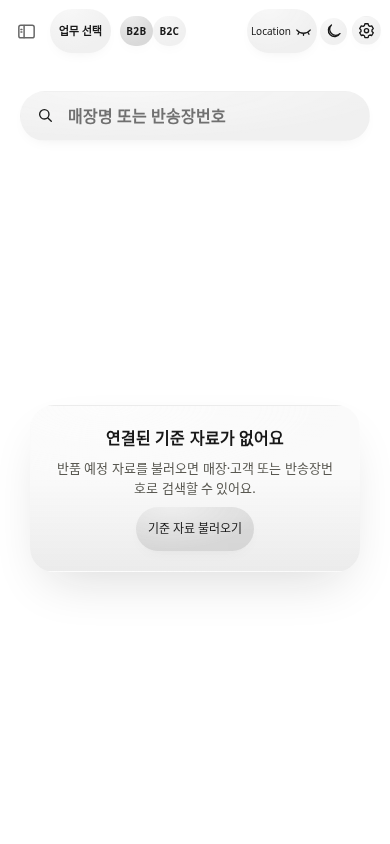 업무 선택
B2B
B2C
Location
매장명 또는 반송장번호
연결된 기준 자료가 없어요
반품 예정 자료를 불러오면 매장·고객 또는 반송장번
호로 검색할 수 있어요.
기준 자료 불러오기